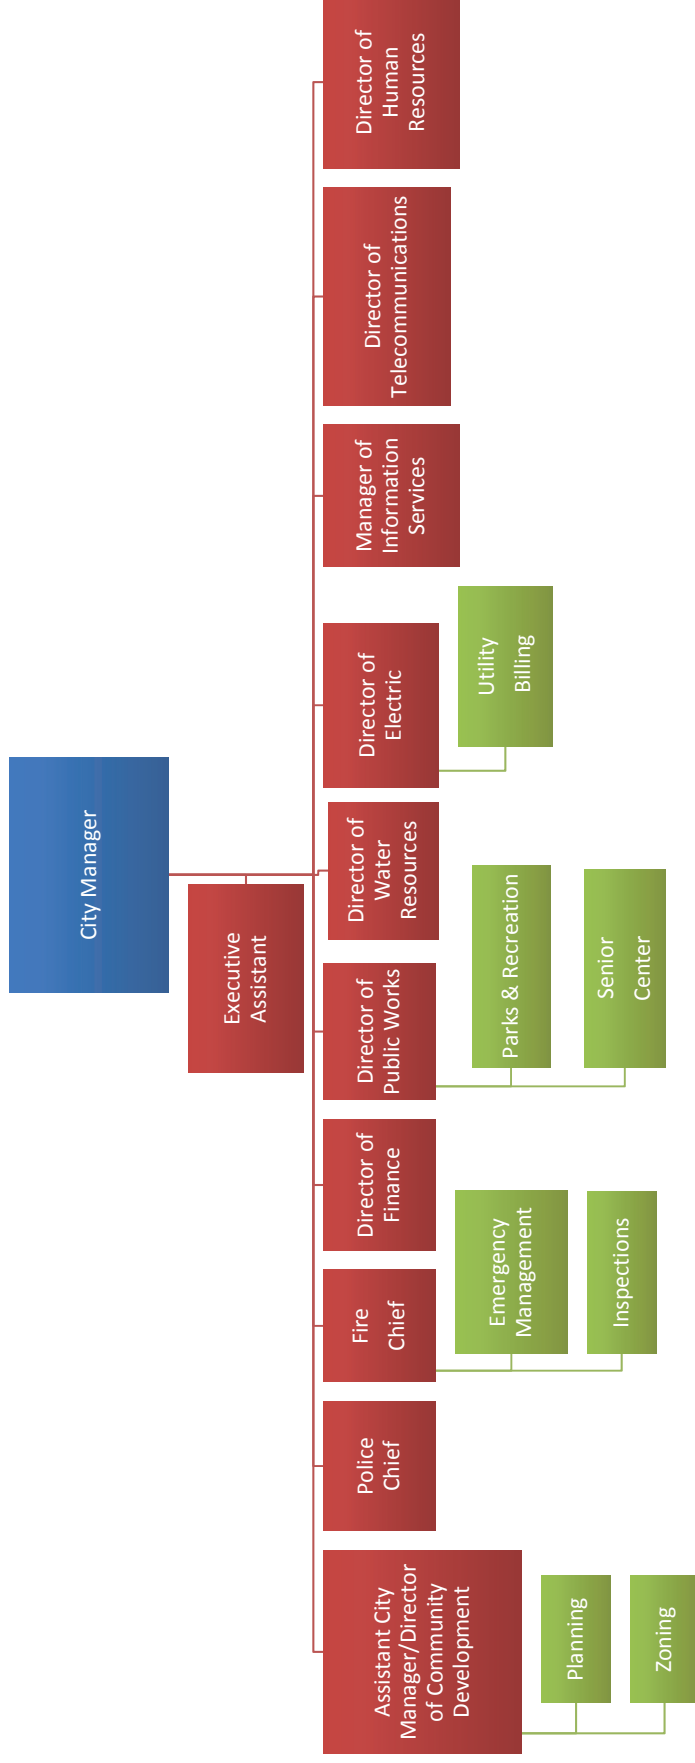 City Manager
Executive
Assistant
Assistant City
Manager/Director
of Community
Development
Planning
Zoning
Police
Chief
Fire
Chief
Emergency
Management
Inspections
Director of
Finance
Director of
Public Works
Parks & Recreation
Senior
Center
Director of
Water
Resources
Director of
Electric
Utility
Billing
Manager of
Information
Services
Director of
Telecommunications
Director of
Human
Resources